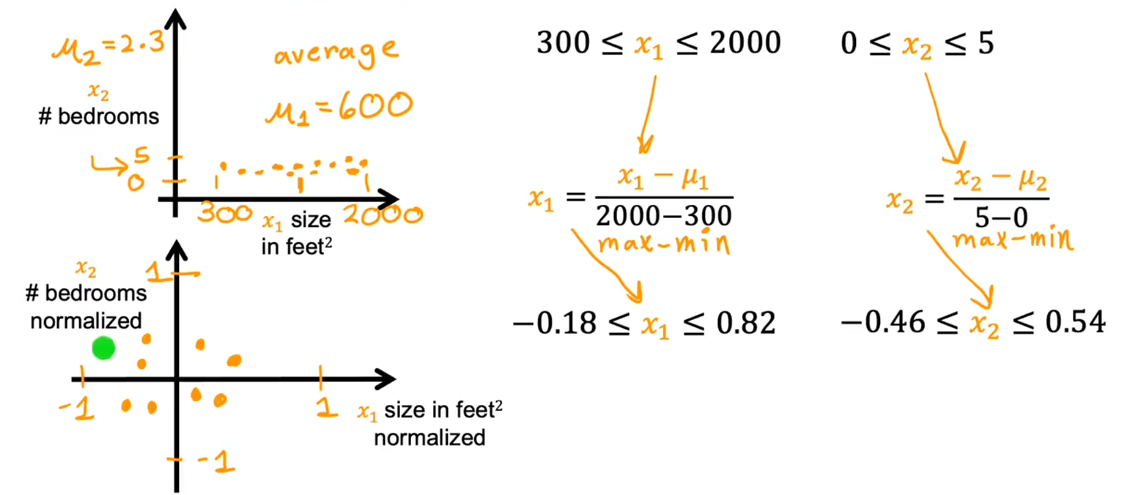 μ₂=2.3
average
x₂
# bedrooms
μ₁=600
5
0
300
x₁ size
in feet²
2000
x₂
# bedrooms
normalized
1
-1
1
x₁ size in feet²
normalized
-1
300 ≤ x₁ ≤ 2000
x₁ = (x₁ − μ₁)/(2000−300)
max-min
−0.18 ≤ x₁ ≤ 0.82
0 ≤ x₂ ≤ 5
x₂ = (x₂ − μ₂)/(5−0)
max-min
−0.46 ≤ x₂ ≤ 0.54